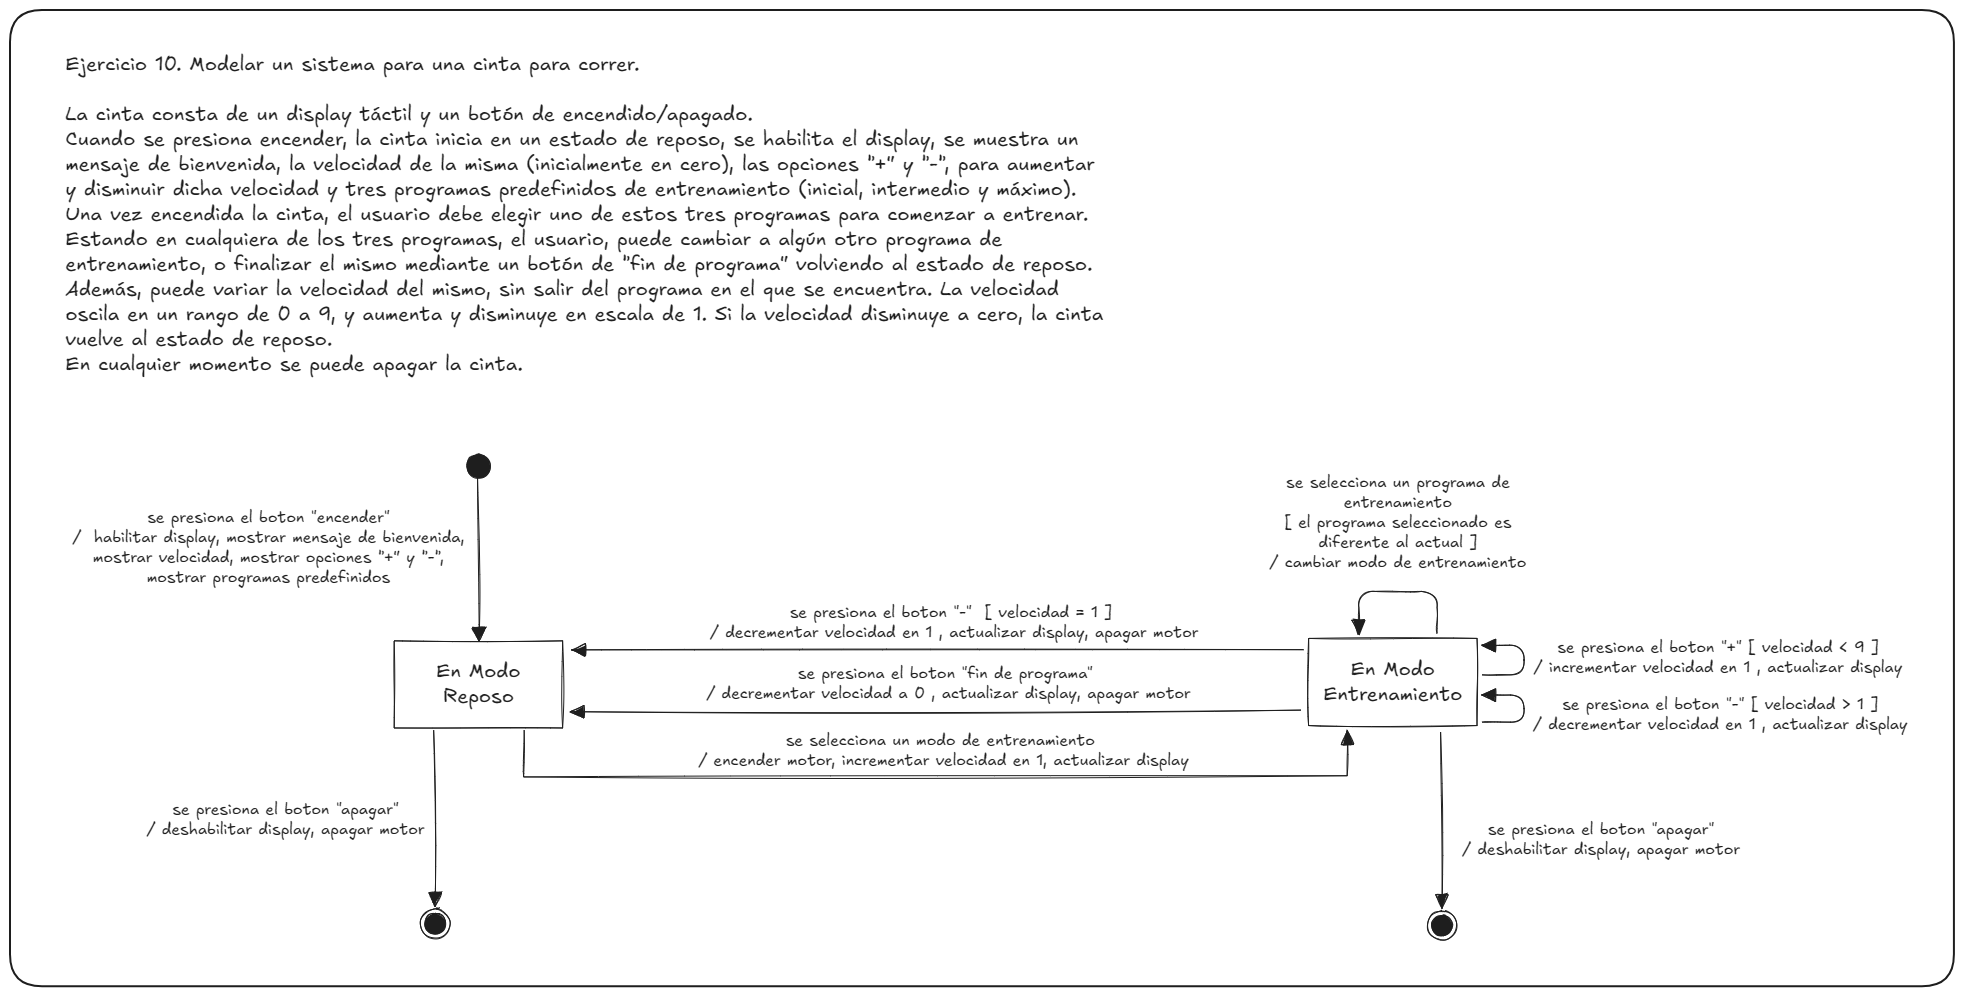 Ejercicio 10. Modelar un sistema para una cinta para correr.
La cinta consta de un display táctil y un botón de encendido/apagado.
Cuando se presiona encender, la cinta inicia en un estado de reposo, se habilita el display, se muestra un
mensaje de bienvenida, la velocidad de la misma (inicialmente en cero), las opciones "+" y "-", para aumentar
y disminuir dicha velocidad y tres programas predefinidos de entrenamiento (inicial, intermedio y máximo).
Una vez encendida la cinta, el usuario debe elegir uno de estos tres programas para comenzar a entrenar.
Estando en cualquiera de los tres programas, el usuario, puede cambiar a algún otro programa de
entrenamiento, o finalizar el mismo mediante un botón de "fin de programa" volviendo al estado de reposo.
Además, puede variar la velocidad del mismo, sin salir del programa en el que se encuentra. La velocidad
oscila en un rango de 0 a 9, y aumenta y disminuye en escala de 1. Si la velocidad disminuye a cero, la cinta
vuelve al estado de reposo.
En cualquier momento se puede apagar la cinta.
se presiona el boton "encender"
/ habilitar display, mostrar mensaje de bienvenida,
mostrar velocidad, mostrar opciones "+" y "-",
mostrar programas predefinidos
se selecciona un programa de
entrenamiento
[ el programa seleccionado es
diferente al actual ]
/ cambiar modo de entrenamiento
se presiona el boton "-" [ velocidad = 1 ]
/ decrementar velocidad en 1 , actualizar display, apagar motor
En Modo
Reposo
se presiona el boton "fin de programa"
/ decrementar velocidad a 0 , actualizar display, apagar motor
En Modo
Entrenamiento
se presiona el boton "+" [ velocidad < 9 ]
/ incrementar velocidad en 1 , actualizar display
se presiona el boton "-" [ velocidad > 1 ]
/ decrementar velocidad en 1 , actualizar display
se selecciona un modo de entrenamiento
/ encender motor, incrementar velocidad en 1, actualizar display
se presiona el boton "apagar"
/ deshabilitar display, apagar motor
se presiona el boton "apagar"
/ deshabilitar display, apagar motor